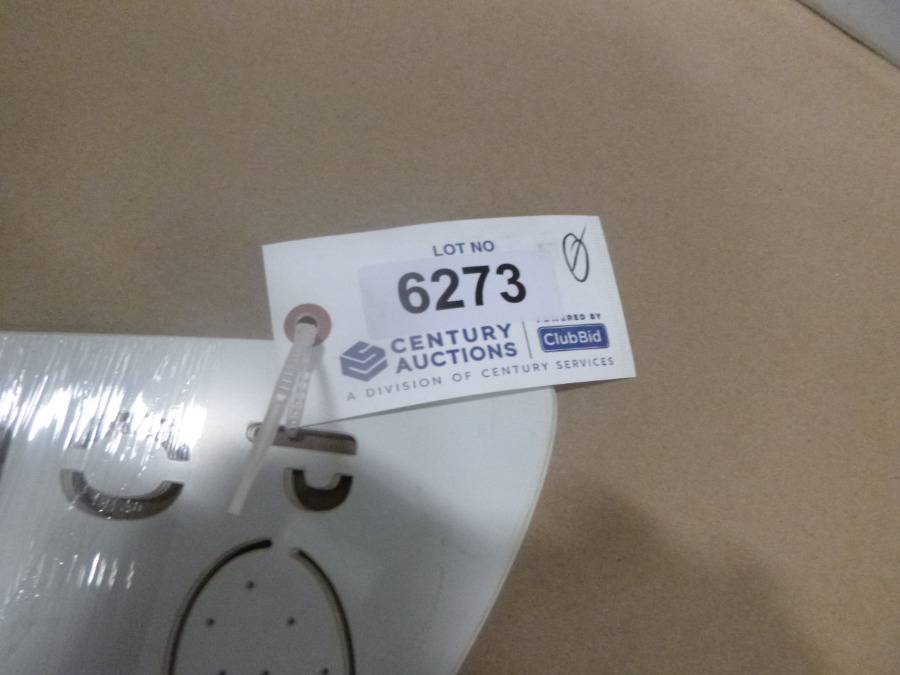 LOT NO
6273
CENTURY
AUCTIONS
POWERED BY
ClubBid
A DIVISION OF CENTURY SERVICES